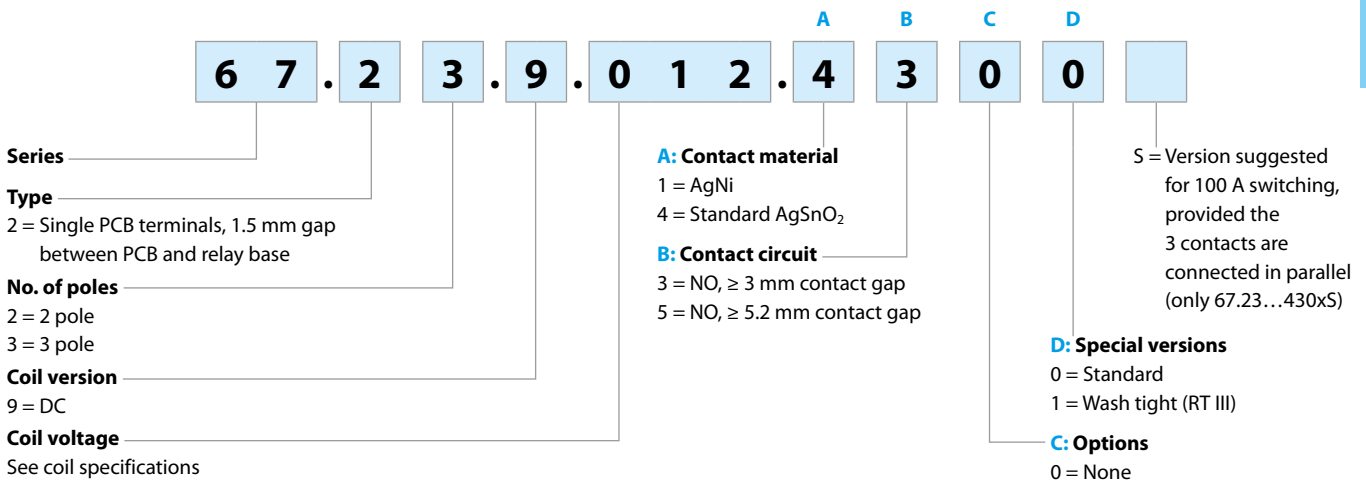 A B C D
6 7 . 2 3 . 9 . 0 1 2 . 4 3 0 0
Series
Type
2 = Single PCB terminals, 1.5 mm gap
between PCB and relay base
No. of poles
2 = 2 pole
3 = 3 pole
Coil version
9 = DC
Coil voltage
See coil specifications
A: Contact material
1 = AgNi
4 = Standard AgSnO₂
B: Contact circuit
3 = NO, ≥ 3 mm contact gap
5 = NO, ≥ 5.2 mm contact gap
S = Version suggested
for 100 A switching,
provided the
3 contacts are
connected in parallel
(only 67.23…430xS)
D: Special versions
0 = Standard
1 = Wash tight (RT III)
C: Options
0 = None